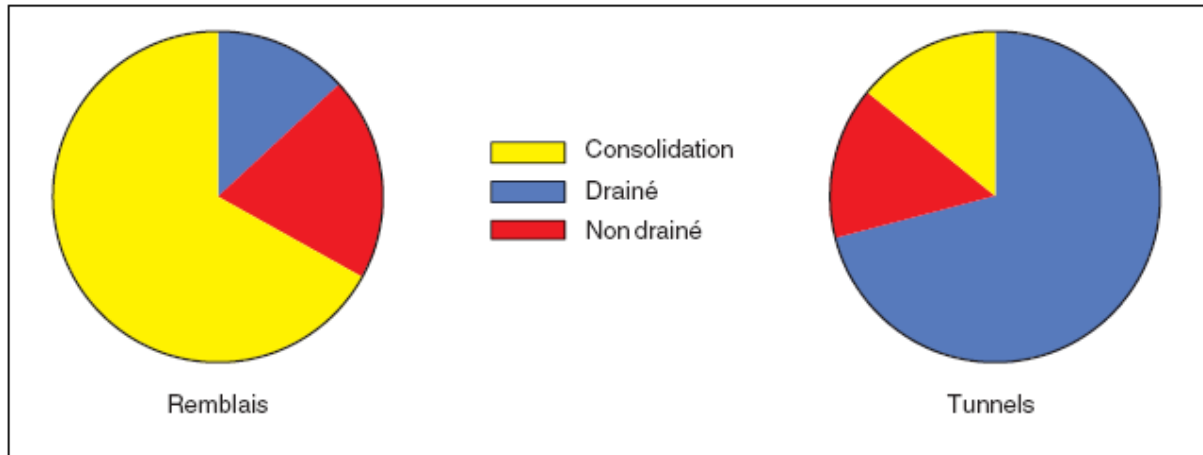 Consolidation
Drainé
Non drainé
Remblais
Tunnels